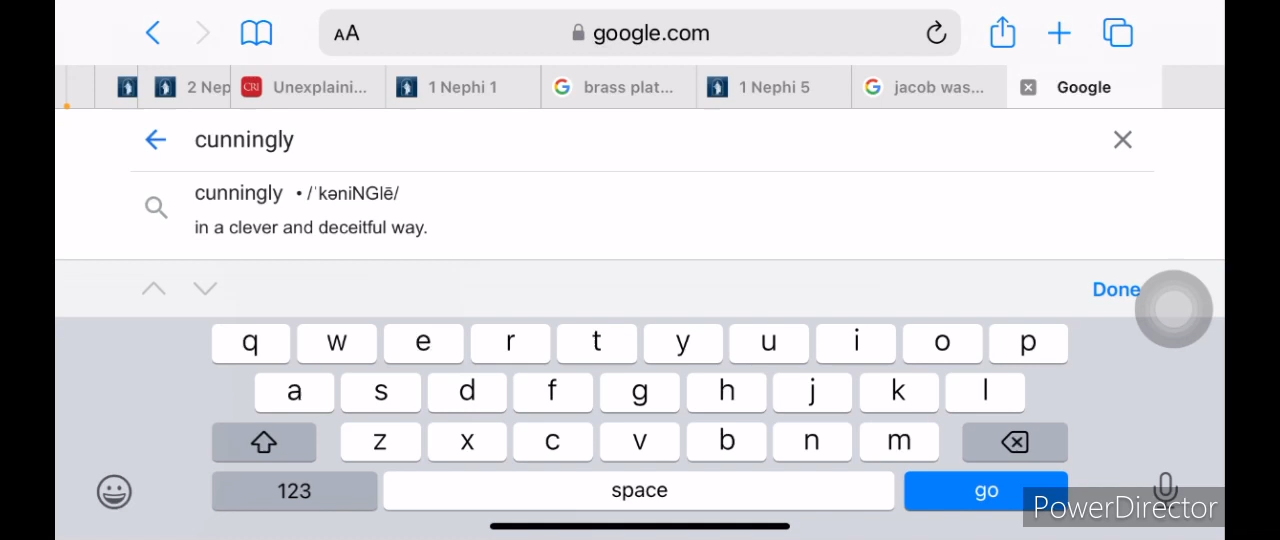 AA google.com
2 Nep CRI Unexplaini... 1 Nephi 1 brass plat... 1 Nephi 5 jacob was... Google
cunningly
cunningly • /ˈkəniNGlē/
in a clever and deceitful way.
Done
q w e r t y u i o p
a s d f g h j k l
z x c v b n m
123 space go
PowerDirector